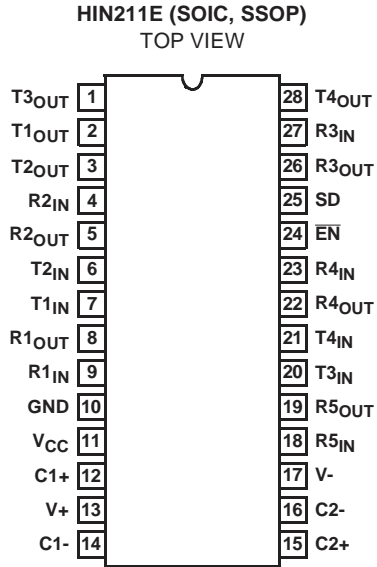 HIN211E (SOIC, SSOP)
TOP VIEW
T3OUT 1 28 T4OUT
T1OUT 2 27 R3IN
T2OUT 3 26 R3OUT
R2IN 4 25 SD
R2OUT 5 24 E̅N̅
T2IN 6 23 R4IN
T1IN 7 22 R4OUT
R1OUT 8 21 T4IN
R1IN 9 20 T3IN
GND 10 19 R5OUT
VCC 11 18 R5IN
C1+ 12 17 V-
V+ 13 16 C2-
C1- 14 15 C2+